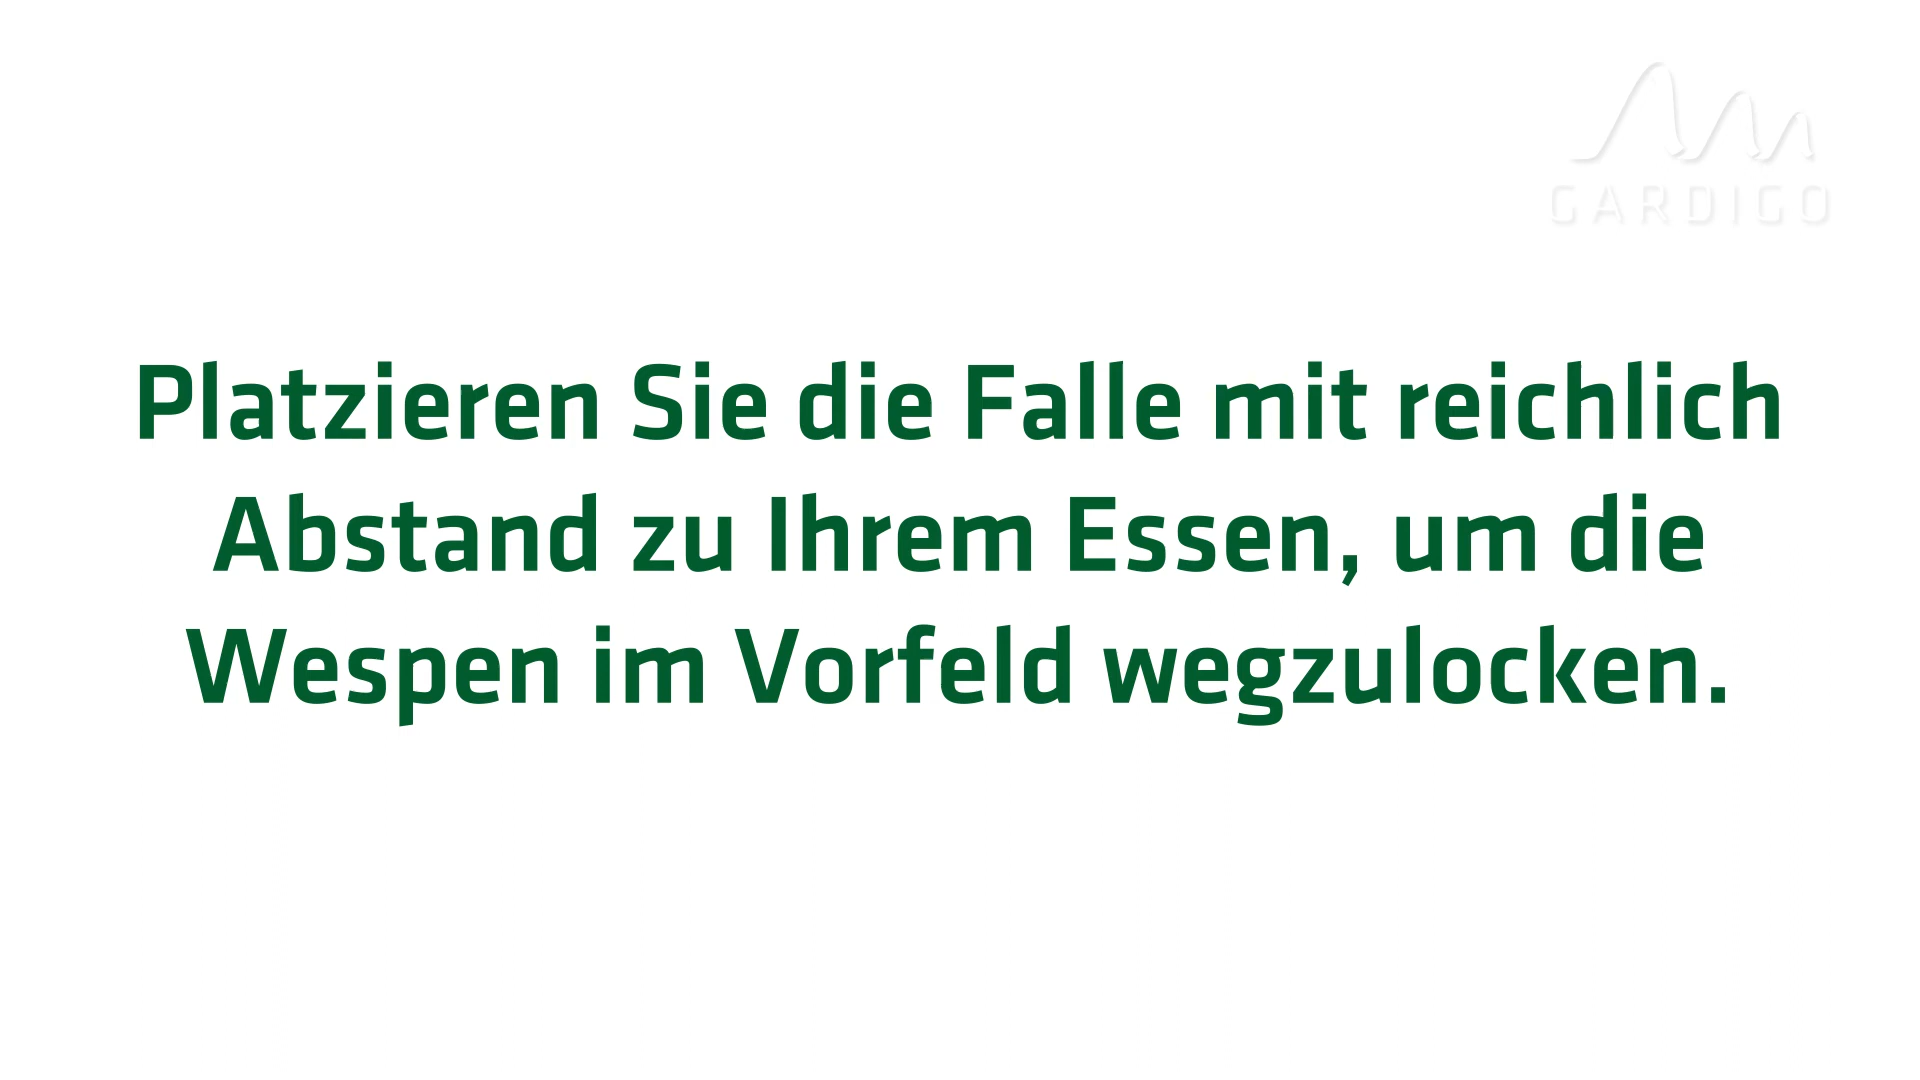 GARDIGO
Platzieren Sie die Falle mit reichlich
Abstand zu Ihrem Essen, um die
Wespen im Vorfeld wegzulocken.